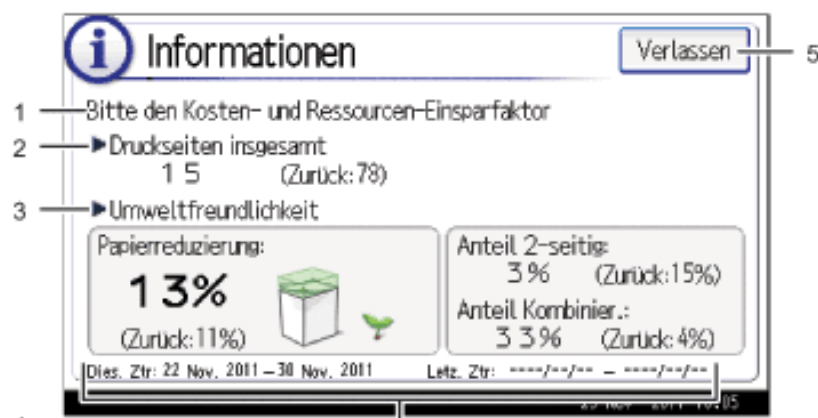 Informationen
Verlassen
5
1
Bitte den Kosten- und Ressourcen-Einsparfaktor
2
▶Druckseiten insgesamt
15 (Zurück:78)
3
▶Umweltfreundlichkeit
Papierreduzierung:
13%
(Zurück:11%)
Anteil 2-seitig:
3% (Zurück:15%)
Anteil Kombinier.:
33% (Zurück:4%)
Dies. Ztr: 22 Nov. 2011 – 30 Nov. 2011
Letz. Ztr: ----/--/-- – ----/--/--